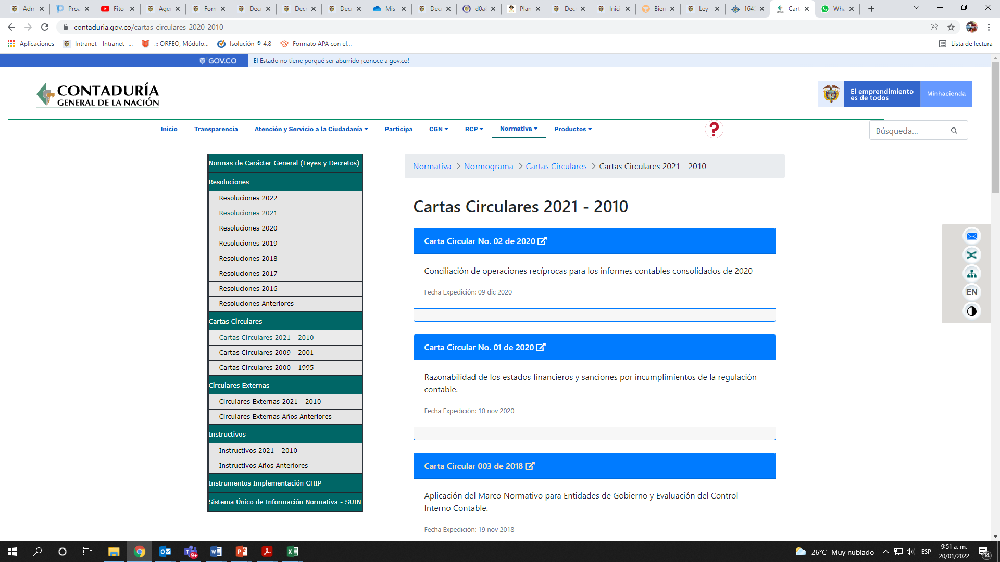 Adm
Proa
Fito
Age
Forn
Decr
Decr
Decr
Mis
Decr
d0a
Plan
Decr
Inici
Bien
Ley
164
Cart
Wha
contaduria.gov.co/cartas-circulares-2020-2010
Aplicaciones
Intranet - Intranet -...
.:: ORFEO, Módulo...
Isolución ® 4.8
Formato APA con el...
Lista de lectura
GOV.CO
El Estado no tiene porqué ser aburrido ¡conoce a gov.co!
CONTADURÍA
GENERAL DE LA NACIÓN
El emprendimiento
es de todos
Minhacienda
Inicio
Transparencia
Atención y Servicio a la Ciudadanía
Participa
CGN
RCP
Normativa
Productos
?
Búsqueda...
Normas de Carácter General (Leyes y Decretos)
Resoluciones
Resoluciones 2022
Resoluciones 2021
Resoluciones 2020
Resoluciones 2019
Resoluciones 2018
Resoluciones 2017
Resoluciones 2016
Resoluciones Anteriores
Cartas Circulares
Cartas Circulares 2021 - 2010
Cartas Circulares 2009 - 2001
Cartas Circulares 2000 - 1995
Circulares Externas
Circulares Externas 2021 - 2010
Circulares Externas Años Anteriores
Instructivos
Instructivos 2021 - 2010
Instructivos Años Anteriores
Instrumentos Implementación CHIP
Sistema Único de Información Normativa - SUIN
Normativa > Normograma > Cartas Circulares > Cartas Circulares 2021 - 2010
Cartas Circulares 2021 - 2010
Carta Circular No. 02 de 2020
Conciliación de operaciones recíprocas para los informes contables consolidados de 2020
Fecha Expedición: 09 dic 2020
Carta Circular No. 01 de 2020
Razonabilidad de los estados financieros y sanciones por incumplimientos de la regulación
contable.
Fecha Expedición: 10 nov 2020
Carta Circular 003 de 2018
Aplicación del Marco Normativo para Entidades de Gobierno y Evaluación del Control
Interno Contable.
Fecha Expedición: 19 nov 2018
EN
9+
26°C Muy nublado
ESP
9:51 a. m.
20/01/2022
14